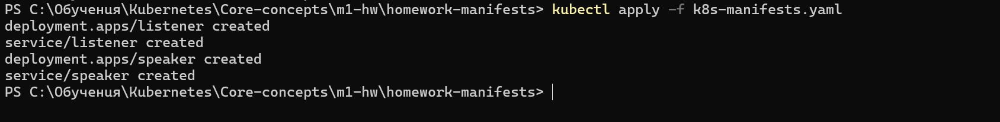 PS C:\Обучения\Kubernetes\Core-concepts\m1-hw\homework-manifests> kubectl apply -f k8s-manifests.yaml
deployment.apps/listener created
service/listener created
deployment.apps/speaker created
service/speaker created
PS C:\Обучения\Kubernetes\Core-concepts\m1-hw\homework-manifests>